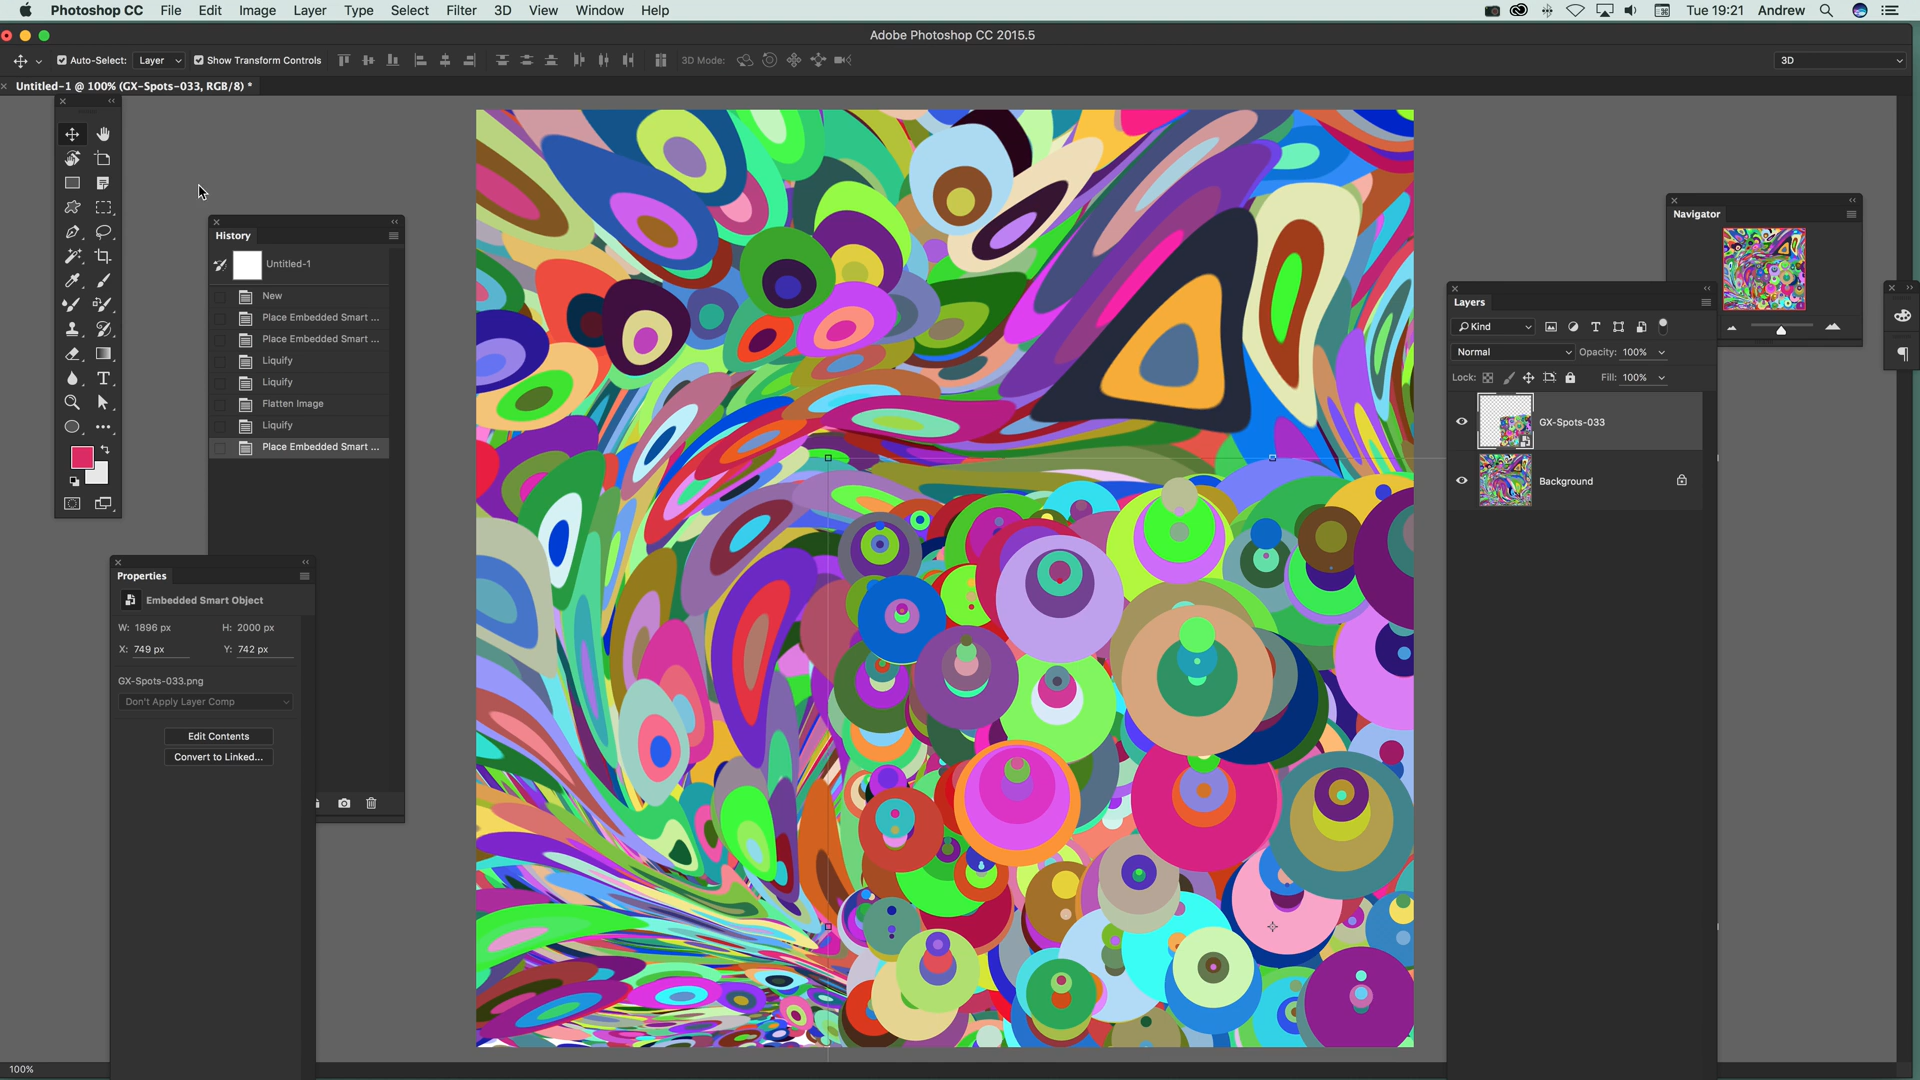 Photoshop CC File Edit Image Layer Type Select Filter 3D View Window Help Tue 19:21 Andrew
Adobe Photoshop CC 2015.5
Auto-Select: Layer Show Transform Controls 3D Mode: 3D
Untitled-1 @ 100% (GX-Spots-033, RGB/8) *
History
Untitled-1
New
Place Embedded Smart ...
Place Embedded Smart ...
Liquify
Liquify
Flatten Image
Liquify
Place Embedded Smart ...
Properties
Embedded Smart Object
W: 1896 px H: 2000 px
X: 749 px Y: 742 px
GX-Spots-033.png
Don't Apply Layer Comp
Edit Contents
Convert to Linked...
Navigator
Layers
Kind
Normal Opacity: 100%
Lock: Fill: 100%
GX-Spots-033
Background
100%